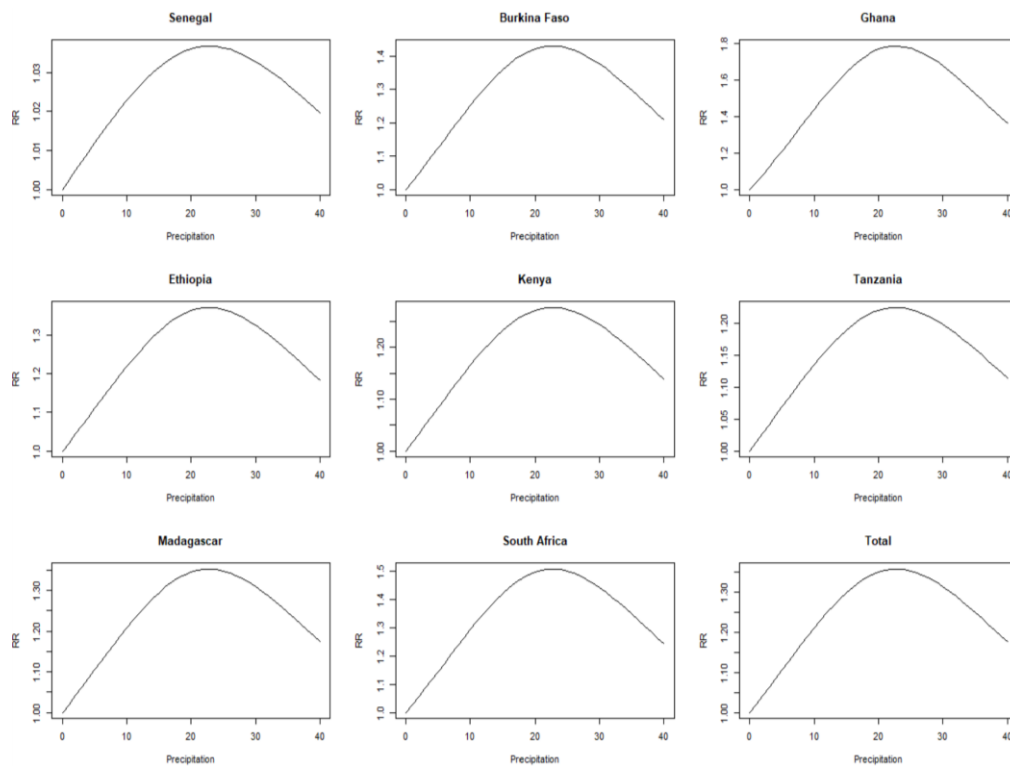 Senegal
RR
1.03
1.02
1.01
1.00
0 10 20 30 40
Precipitation
Burkina Faso
RR
1.4
1.3
1.2
1.1
1.0
0 10 20 30 40
Precipitation
Ghana
RR
1.8
1.6
1.4
1.2
1.0
0 10 20 30 40
Precipitation
Ethiopia
RR
1.3
1.2
1.1
1.0
0 10 20 30 40
Precipitation
Kenya
RR
1.20
1.10
1.00
0 10 20 30 40
Precipitation
Tanzania
RR
1.20
1.15
1.10
1.05
1.00
0 10 20 30 40
Precipitation
Madagascar
RR
1.30
1.20
1.10
1.00
0 10 20 30 40
Precipitation
South Africa
RR
1.5
1.4
1.3
1.2
1.1
1.0
0 10 20 30 40
Precipitation
Total
RR
1.30
1.20
1.10
1.00
0 10 20 30 40
Precipitation